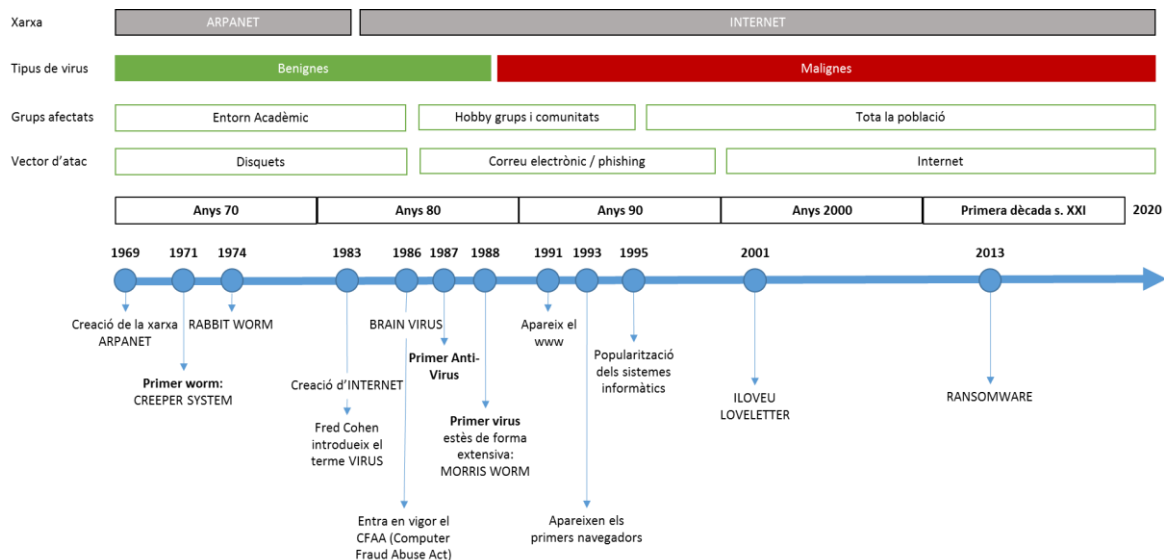 Xarxa
ARPANET
INTERNET
Tipus de virus
Benignes
Malignes
Grups afectats
Entorn Acadèmic
Hobby grups i comunitats
Tota la població
Vector d'atac
Disquets
Correu electrònic / phishing
Internet
Anys 70
Anys 80
Anys 90
Anys 2000
Primera dècada s. XXI
2020
1969
1971
1974
1983
1986
1987
1988
1991
1993
1995
2001
2013
Creació de la xarxa
ARPANET
RABBIT WORM
BRAIN VIRUS
Apareix el
www
Primer worm:
CREEPER SYSTEM
Creació d'INTERNET
Fred Cohen
introdueix el
terme VIRUS
Primer Anti-
Virus
Primer virus
estès de forma
extensiva:
MORRIS WORM
Popularització
dels sistemes
informàtics
ILOVEU
LOVELETTER
RANSOMWARE
Entra en vigor el
CFAA (Computer
Fraud Abuse Act)
Apareixen els
primers navegadors